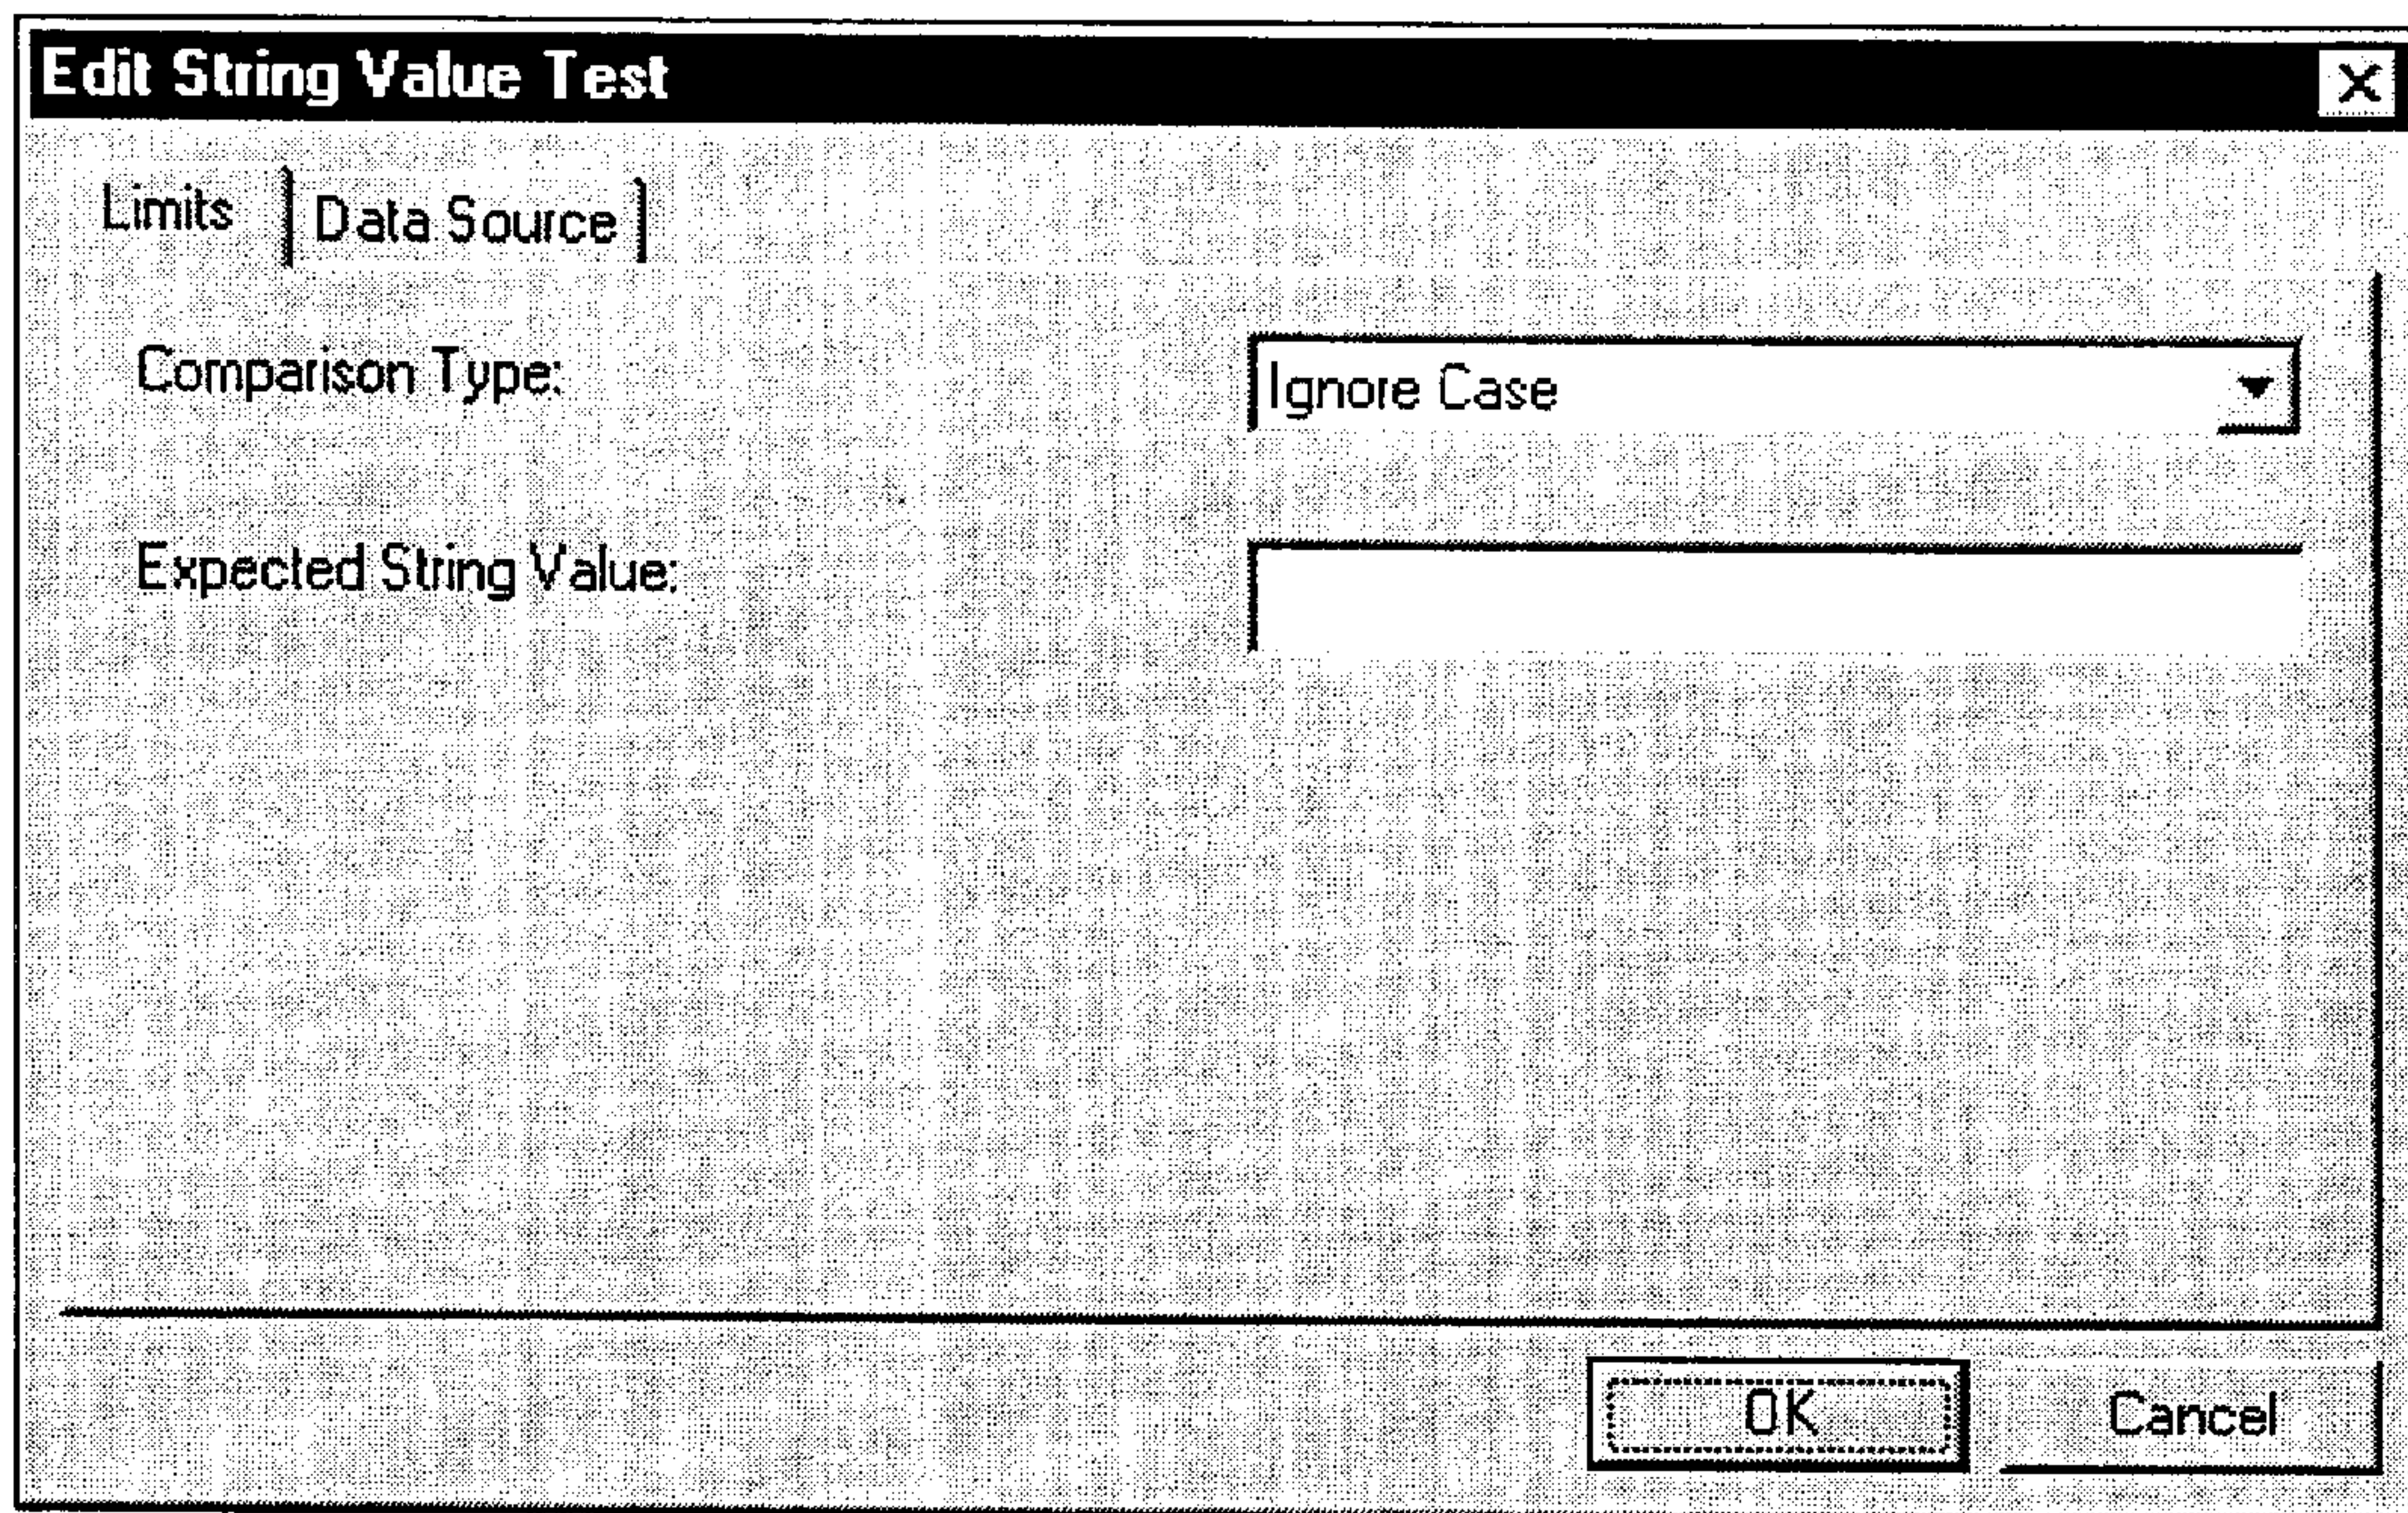 Edit String Value Test
Limits
Data Source
Comparison Type:
Ignore Case
Expected String Value:
OK
Cancel